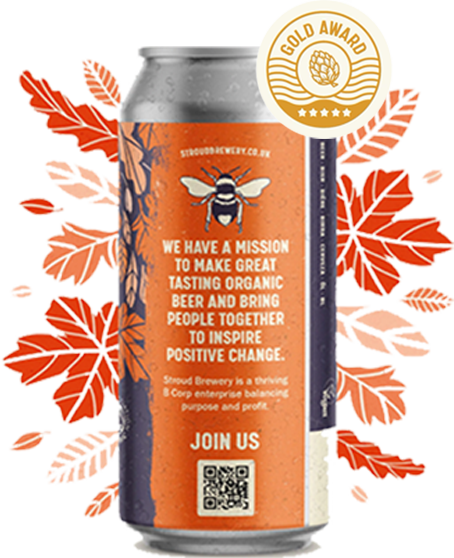 GOLD AWARD
STROUDBREWERY.CO.UK
WE HAVE A MISSION
TO MAKE GREAT
TASTING ORGANIC
BEER AND BRING
PEOPLE TOGETHER
TO INSPIRE
POSITIVE CHANGE.
Stroud Brewery is a thriving
B Corp enterprise balancing
purpose and profit.
JOIN US